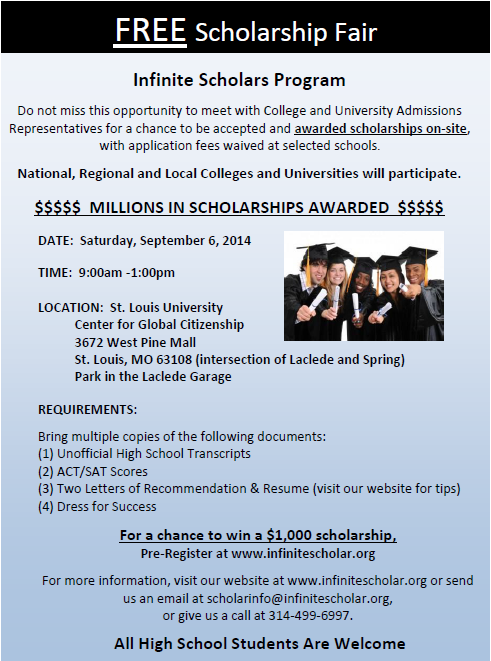 FREE Scholarship Fair
Infinite Scholars Program
Do not miss this opportunity to meet with College and University Admissions
Representatives for a chance to be accepted and awarded scholarships on-site,
with application fees waived at selected schools.
National, Regional and Local Colleges and Universities will participate.
$$$$$ MILLIONS IN SCHOLARSHIPS AWARDED $$$$$
DATE: Saturday, September 6, 2014
TIME: 9:00am -1:00pm
LOCATION: St. Louis University
Center for Global Citizenship
3672 West Pine Mall
St. Louis, MO 63108 (intersection of Laclede and Spring)
Park in the Laclede Garage
REQUIREMENTS:
Bring multiple copies of the following documents:
(1) Unofficial High School Transcripts
(2) ACT/SAT Scores
(3) Two Letters of Recommendation & Resume (visit our website for tips)
(4) Dress for Success
For a chance to win a $1,000 scholarship,
Pre-Register at www.infinitescholar.org
For more information, visit our website at www.infinitescholar.org or send
us an email at scholarinfo@infinitescholar.org,
or give us a call at 314-499-6997.
All High School Students Are Welcome